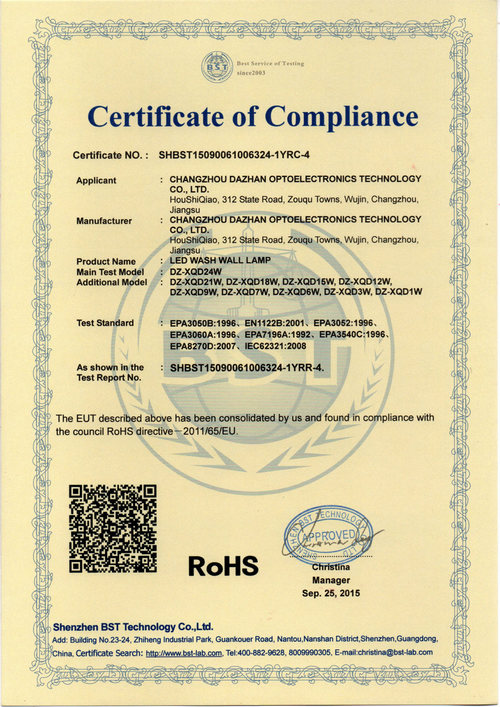 BST
Best Service of Testing
since2003
Certificate of Compliance
Certificate NO. : SHBST15090061006324-1YRC-4
Applicant : CHANGZHOU DAZHAN OPTOELECTRONICS TECHNOLOGY
CO., LTD.
HouShiQiao, 312 State Road, Zouqu Towns, Wujin, Changzhou,
Jiangsu
Manufacturer : CHANGZHOU DAZHAN OPTOELECTRONICS TECHNOLOGY
CO., LTD.
HouShiQiao, 312 State Road, Zouqu Towns, Wujin, Changzhou,
Jiangsu
Product Name : LED WASH WALL LAMP
Main Test Model : DZ-XQD24W
Additional Model : DZ-XQD21W, DZ-XQD18W, DZ-XQD15W, DZ-XQD12W,
DZ-XQD9W, DZ-XQD7W, DZ-XQD6W, DZ-XQD3W, DZ-XQD1W
Test Standard : EPA3050B:1996、EN1122B:2001、EPA3052:1996、
EPA3060A:1996、EPA7196A:1992、EPA3540C:1996、
EPA8270D:2007、IEC62321:2008
As shown in the : SHBST15090061006324-1YRR-4.
Test Report No.
BST
The EUT described above has been consolidated by us and found in compliance with
the council RoHS directive－2011/65/EU.
SHENZHEN BST TECHNOLOGY CO., LTD
APPROVED
RoHS
Christina
Manager
Sep. 25, 2015
Shenzhen BST Technology Co.,Ltd.
Add: Building No.23-24, Zhiheng Industrial Park, Guankouer Road, Nantou,Nanshan District,Shenzhen,Guangdong,
China, Certificate Search: http://www.bst-lab.com, Tel:400-882-9628, 8009990305, E-mail:christina@bst-lab.com